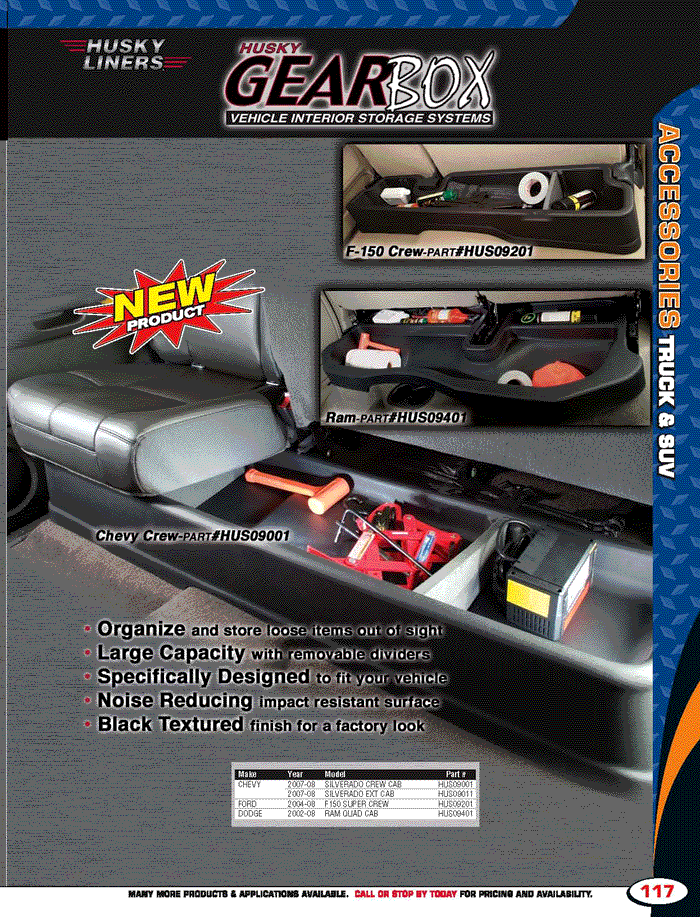 HUSKY
LINERS
HUSKY
GEARBOX
VEHICLE INTERIOR STORAGE SYSTEMS
ACCESSORIES TRUCK & SUV
F-150 Crew-PART#HUS09201
NEW
PRODUCT
Ram-PART#HUS09401
Chevy Crew-PART#HUS09001
• Organize and store loose items out of sight
• Large Capacity with removable dividers
• Specifically Designed to fit your vehicle
• Noise Reducing impact resistant surface
• Black Textured finish for a factory look
Make Year Model Part #
CHEVY 2007-08 SILVERADO CREW CAB HUS09001
2007-08 SILVERADO EXT CAB HUS09011
FORD 2004-08 F150 SUPER CREW HUS09201
DODGE 2002-08 RAM QUAD CAB HUS09401
MANY MORE PRODUCTS & APPLICATIONS AVAILABLE. CALL OR STOP BY TODAY FOR PRICING AND AVAILABILITY.
117